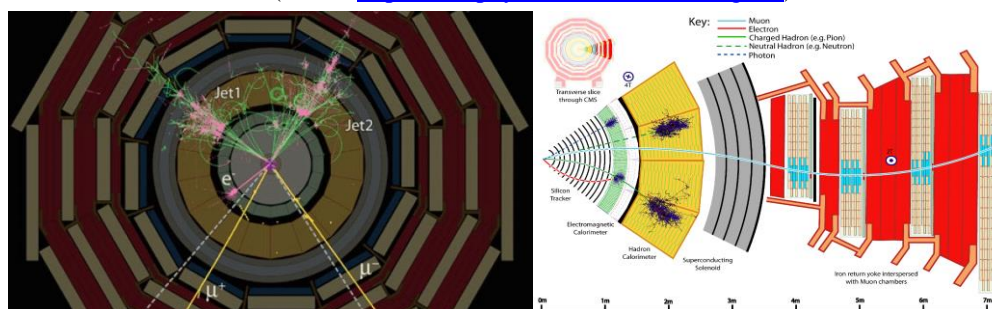 Jet1
Jet2
e-
μ+
μ-
Key:
Muon
Electron
Charged Hadron (e.g. Pion)
Neutral Hadron (e.g. Neutron)
Photon
Transverse slice
through CMS
4T
2T
Silicon
Tracker
Electromagnetic
Calorimeter
Hadron
Calorimeter
Superconducting
Solenoid
Iron return yoke interspersed
with Muon chambers
0m 1m 2m 3m 4m 5m 6m 7m